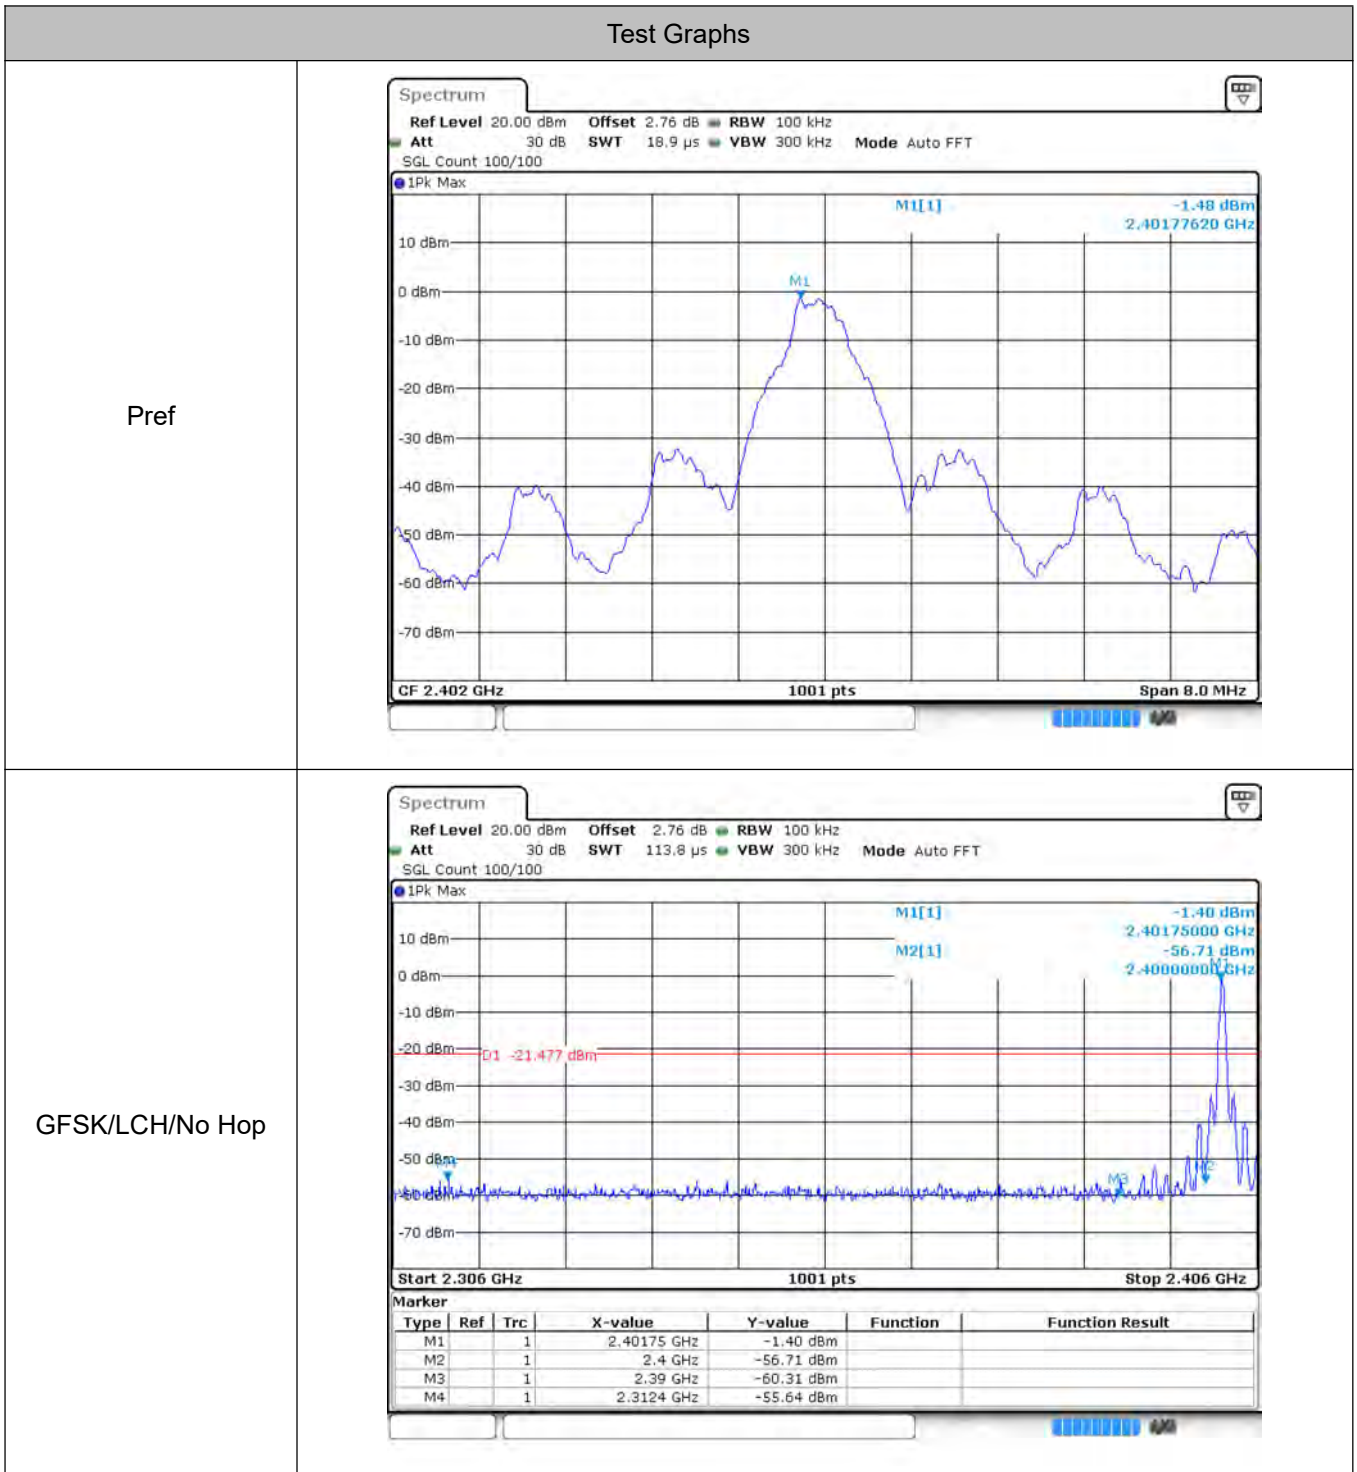 Test Graphs
Pref
Spectrum
Ref Level 20.00 dBm Offset 2.76 dB RBW 100 kHz
Att 30 dB SWT 18.9 µs VBW 300 kHz Mode Auto FFT
SGL Count 100/100
1Pk Max
M1[1] -1.48 dBm
2.40177620 GHz
10 dBm
M1
0 dBm
-10 dBm
-20 dBm
-30 dBm
-40 dBm
-50 dBm
-60 dBm
-70 dBm
CF 2.402 GHz 1001 pts Span 8.0 MHz
GFSK/LCH/No Hop
Spectrum
Ref Level 20.00 dBm Offset 2.76 dB RBW 100 kHz
Att 30 dB SWT 113.8 µs VBW 300 kHz Mode Auto FFT
SGL Count 100/100
1Pk Max
M1[1] -1.40 dBm
2.40175000 GHz
10 dBm
M2[1] -56.71 dBm
M1
2.40000000 GHz
0 dBm
-10 dBm
-20 dBm
D1 -21.477 dBm
-30 dBm
-40 dBm
-50 dBm
M4
M2
M3
-60 dBm
-70 dBm
Start 2.306 GHz 1001 pts Stop 2.406 GHz
Marker
Type Ref Trc X-value Y-value Function Function Result
M1 1 2.40175 GHz -1.40 dBm
M2 1 2.4 GHz -56.71 dBm
M3 1 2.39 GHz -60.31 dBm
M4 1 2.3124 GHz -55.64 dBm